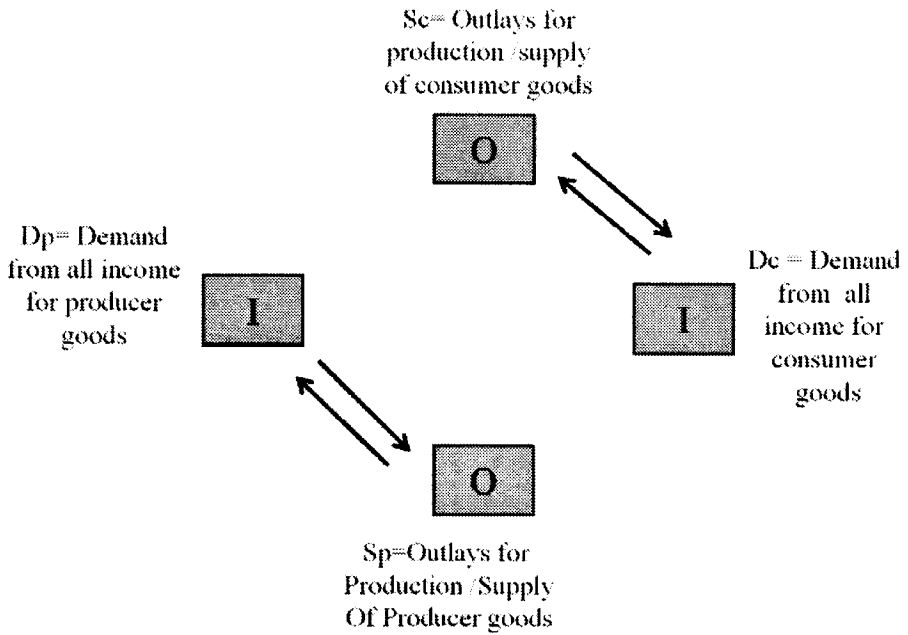 Sc= Outlays for
production /supply
of consumer goods
O
Dp= Demand
from all income
for producer
goods
I
I
Dc = Demand
from all
income for
consumer
goods
O
Sp=Outlays for
Production /Supply
Of Producer goods